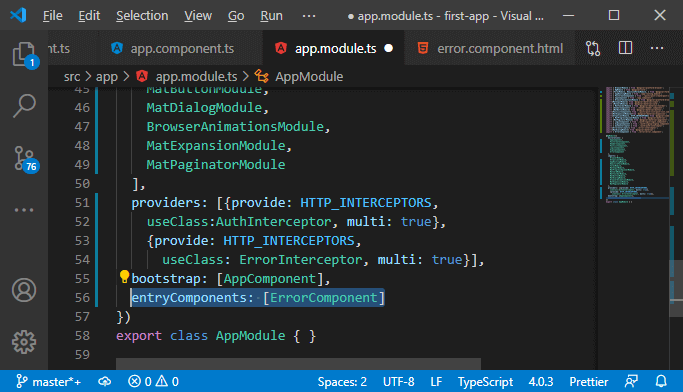 File Edit Selection View Go Run ··· ● app.module.ts - first-app - Visual ...
nt.ts app.component.ts app.module.ts ● error.component.html ···
src > app > app.module.ts > AppModule
45 MatButtonModule,
46 MatDialogModule,
47 BrowserAnimationsModule,
48 MatExpansionModule,
49 MatPaginatorModule
50 ],
51 providers: [{provide: HTTP_INTERCEPTORS,
52 useClass:AuthInterceptor, multi: true},
53 {provide: HTTP_INTERCEPTORS,
54 useClass: ErrorInterceptor, multi: true}],
55 bootstrap: [AppComponent],
56 entryComponents: [ErrorComponent]
57 })
58 export class AppModule { }
59
1
76
master*+ 0 0 Spaces: 2 UTF-8 LF TypeScript 4.0.3 Prettier